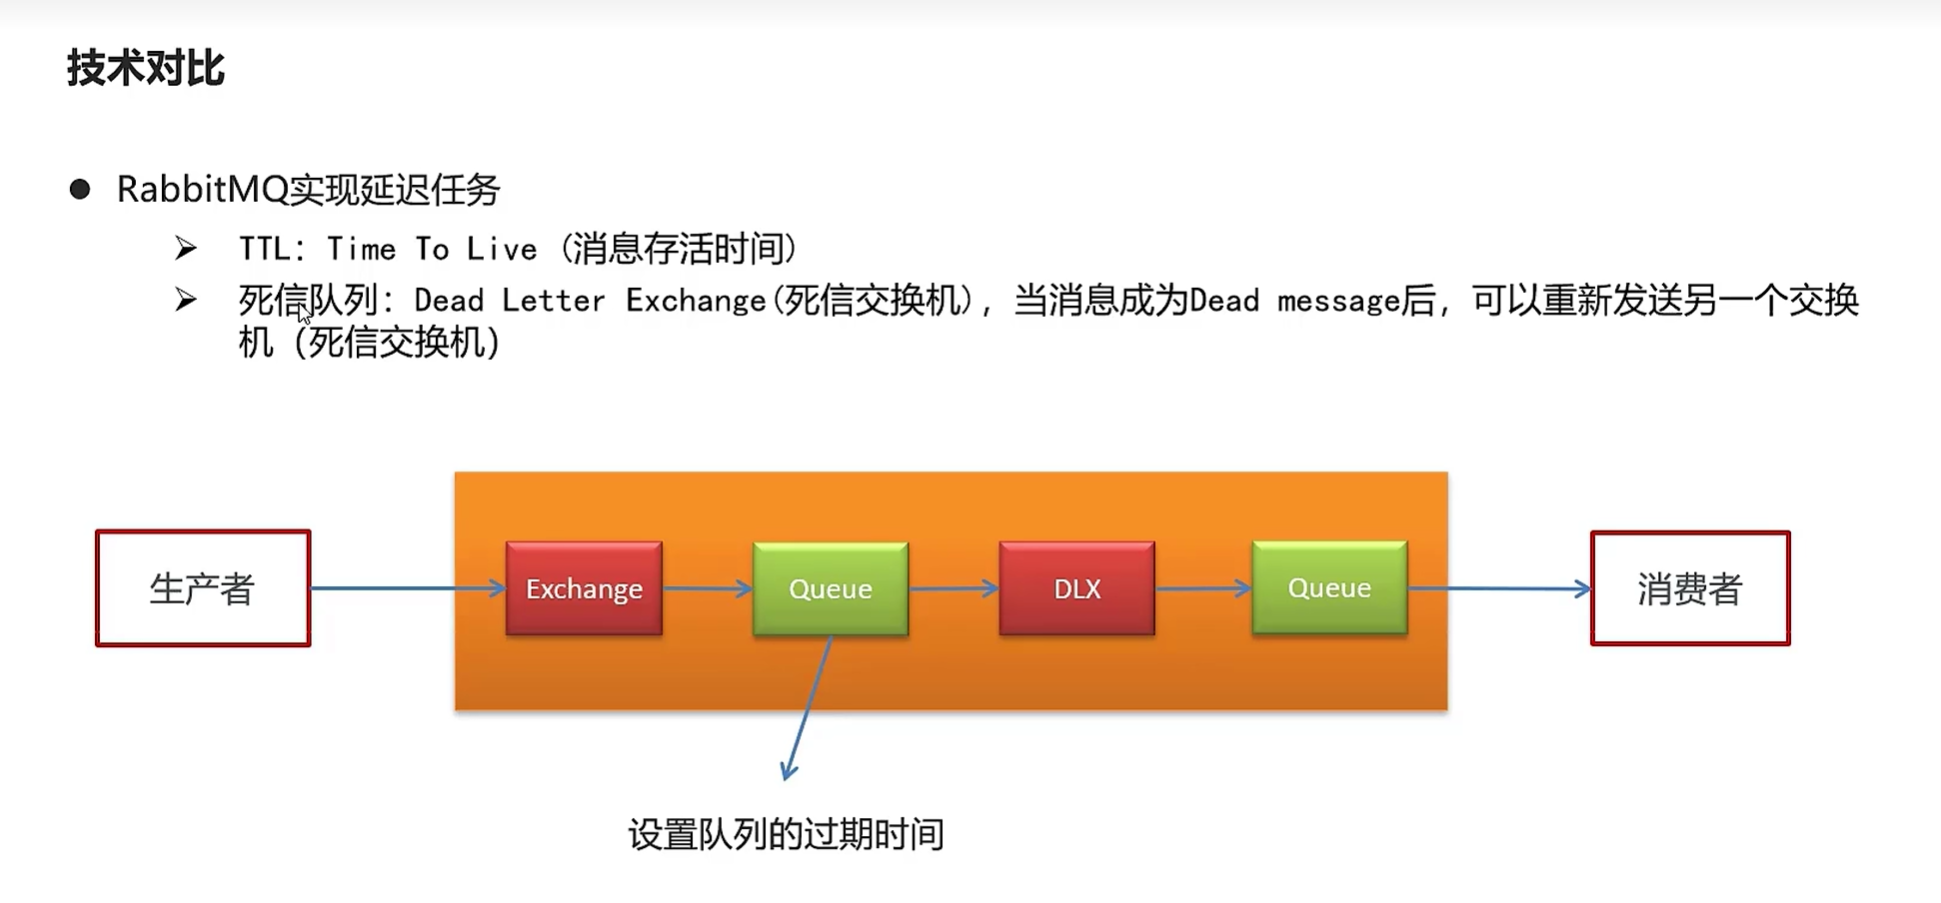 技术对比
RabbitMQ实现延迟任务
TTL: Time To Live (消息存活时间)
死信队列: Dead Letter Exchange(死信交换机), 当消息成为Dead message后, 可以重新发送另一个交换
机 (死信交换机)
生产者
Exchange
Queue
DLX
Queue
消费者
设置队列的过期时间